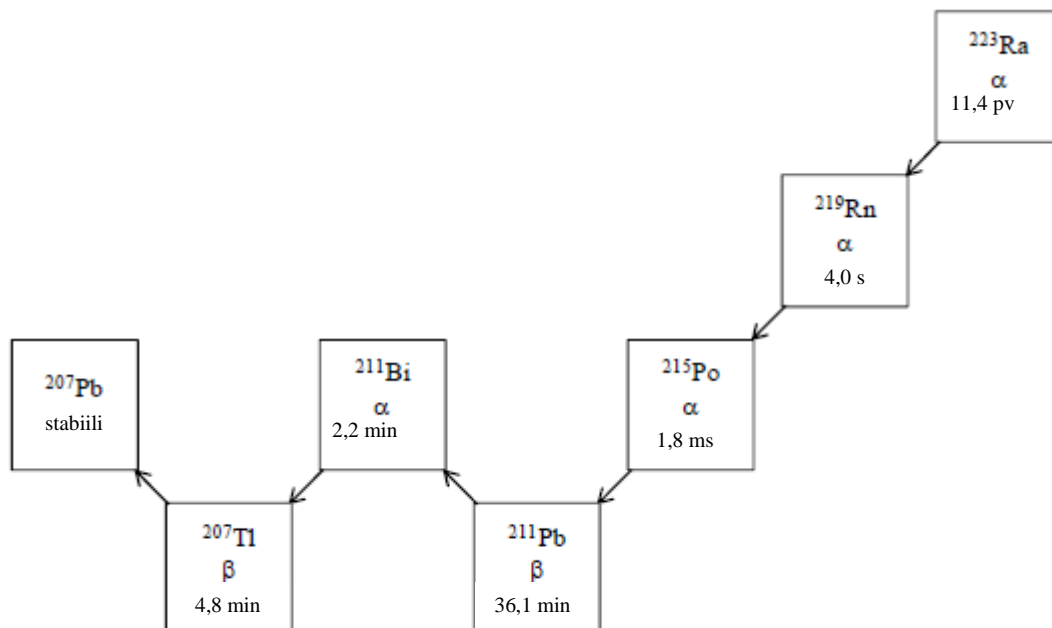 ²²³Ra
α
11,4 pv
²¹⁹Rn
α
4,0 s
²⁰⁷Pb
stabiili
²¹¹Bi
α
2,2 min
²¹⁵Po
α
1,8 ms
²⁰⁷Tl
β
4,8 min
²¹¹Pb
β
36,1 min